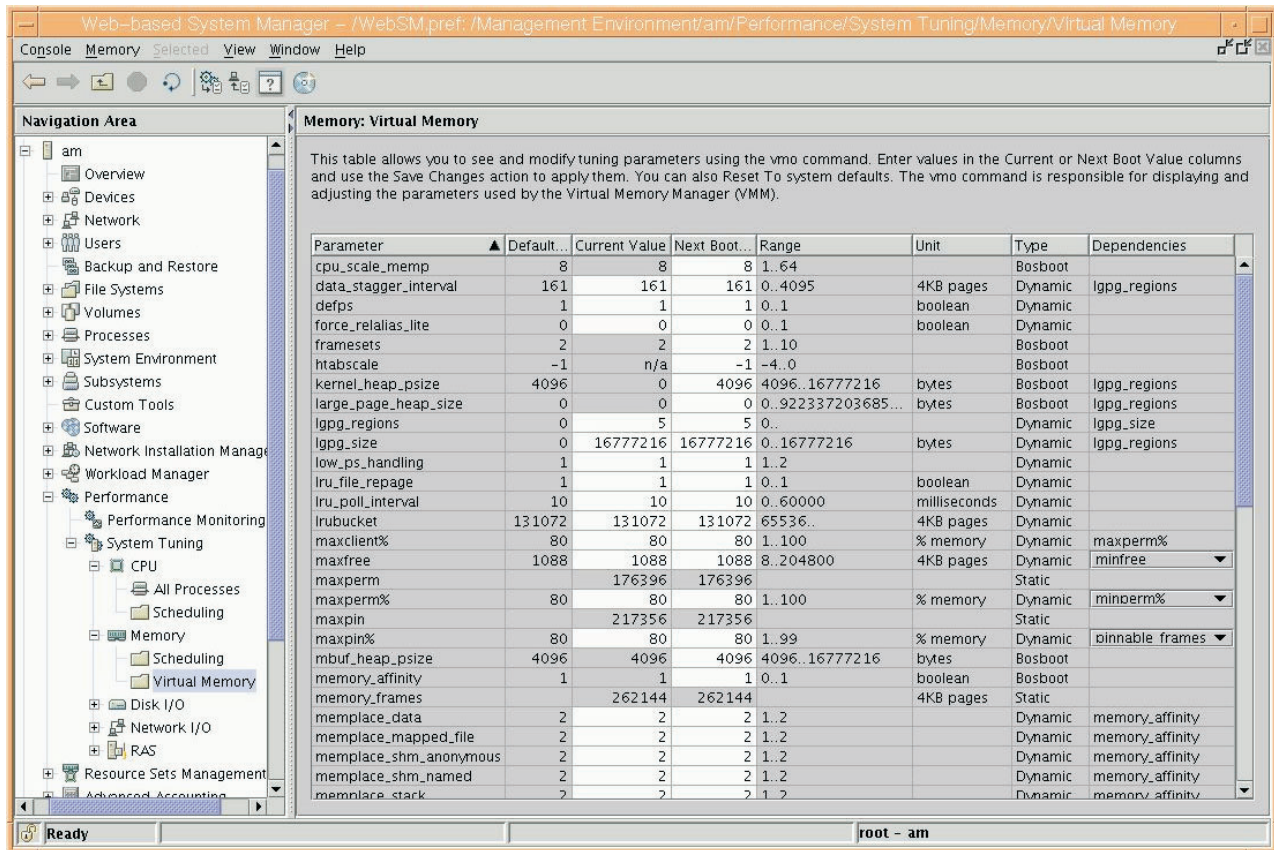 Web-based System Manager - /WebSM.pref: /Management Environment/am/Performance/System Tuning/Memory/Virtual Memory
Console Memory Selected View Window Help
Navigation Area
am
Overview
Devices
Network
Users
Backup and Restore
File Systems
Volumes
Processes
System Environment
Subsystems
Custom Tools
Software
Network Installation Manage
Workload Manager
Performance
Performance Monitoring
System Tuning
CPU
All Processes
Scheduling
Memory
Scheduling
Virtual Memory
Disk I/O
Network I/O
RAS
Resource Sets Management
Advanced Accounting
Memory: Virtual Memory
This table allows you to see and modify tuning parameters using the vmo command. Enter values in the Current or Next Boot Value columns
and use the Save Changes action to apply them. You can also Reset To system defaults. The vmo command is responsible for displaying and
adjusting the parameters used by the Virtual Memory Manager (VMM).
Parameter Default... Current Value Next Boot... Range Unit Type Dependencies
cpu_scale_memp 8 8 8 1..64 Bosboot
data_stagger_interval 161 161 161 0..4095 4KB pages Dynamic lgpg_regions
defps 1 1 1 0..1 boolean Dynamic
force_relalias_lite 0 0 0 0..1 boolean Dynamic
framesets 2 2 2 1..10 Bosboot
htabscale -1 n/a -1 -4..0 Bosboot
kernel_heap_psize 4096 0 4096 4096..16777216 bytes Bosboot lgpg_regions
large_page_heap_size 0 0 0 0..922337203685... bytes Bosboot lgpg_regions
lgpg_regions 0 5 5 0.. Dynamic lgpg_size
lgpg_size 0 16777216 16777216 0..16777216 bytes Dynamic lgpg_regions
low_ps_handling 1 1 1 1..2 Dynamic
lru_file_repage 1 1 1 0..1 boolean Dynamic
lru_poll_interval 10 10 10 0..60000 milliseconds Dynamic
lrubucket 131072 131072 131072 65536.. 4KB pages Dynamic
maxclient% 80 80 80 1..100 % memory Dynamic maxperm%
maxfree 1088 1088 1088 8..204800 4KB pages Dynamic minfree
maxperm 176396 176396 Static
maxperm% 80 80 80 1..100 % memory Dynamic minperm%
maxpin 217356 217356 Static
maxpin% 80 80 80 1..99 % memory Dynamic pinnable_frames
mbuf_heap_psize 4096 4096 4096 4096..16777216 bytes Bosboot
memory_affinity 1 1 1 0..1 boolean Bosboot
memory_frames 262144 262144 4KB pages Static
memplace_data 2 2 2 1..2 Dynamic memory_affinity
memplace_mapped_file 2 2 2 1..2 Dynamic memory_affinity
memplace_shm_anonymous 2 2 2 1..2 Dynamic memory_affinity
memplace_shm_named 2 2 2 1..2 Dynamic memory_affinity
memplace_stack 2 2 2 1..2 Dynamic memory_affinity
Ready
root - am